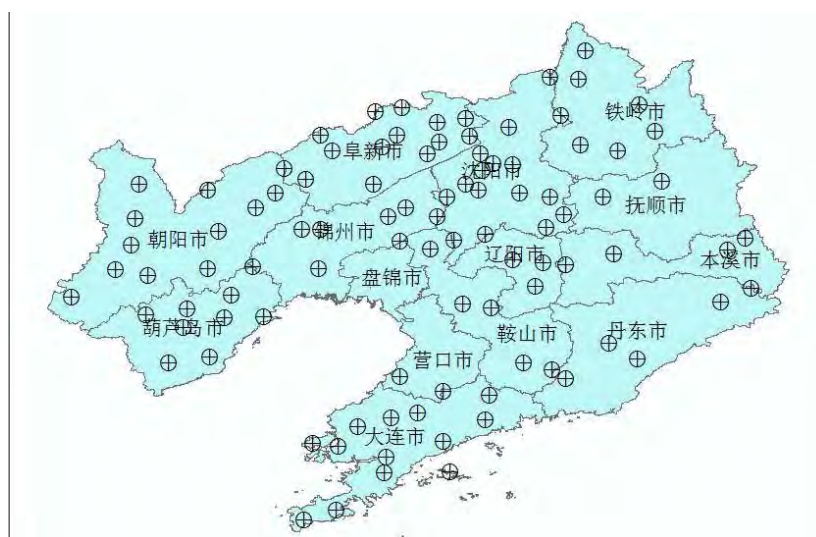 铁岭市
阜新市
沈阳市
抚顺市
朝阳市
锦州市
辽阳市
本溪市
盘锦市
葫芦岛市
鞍山市
丹东市
营口市
大连市